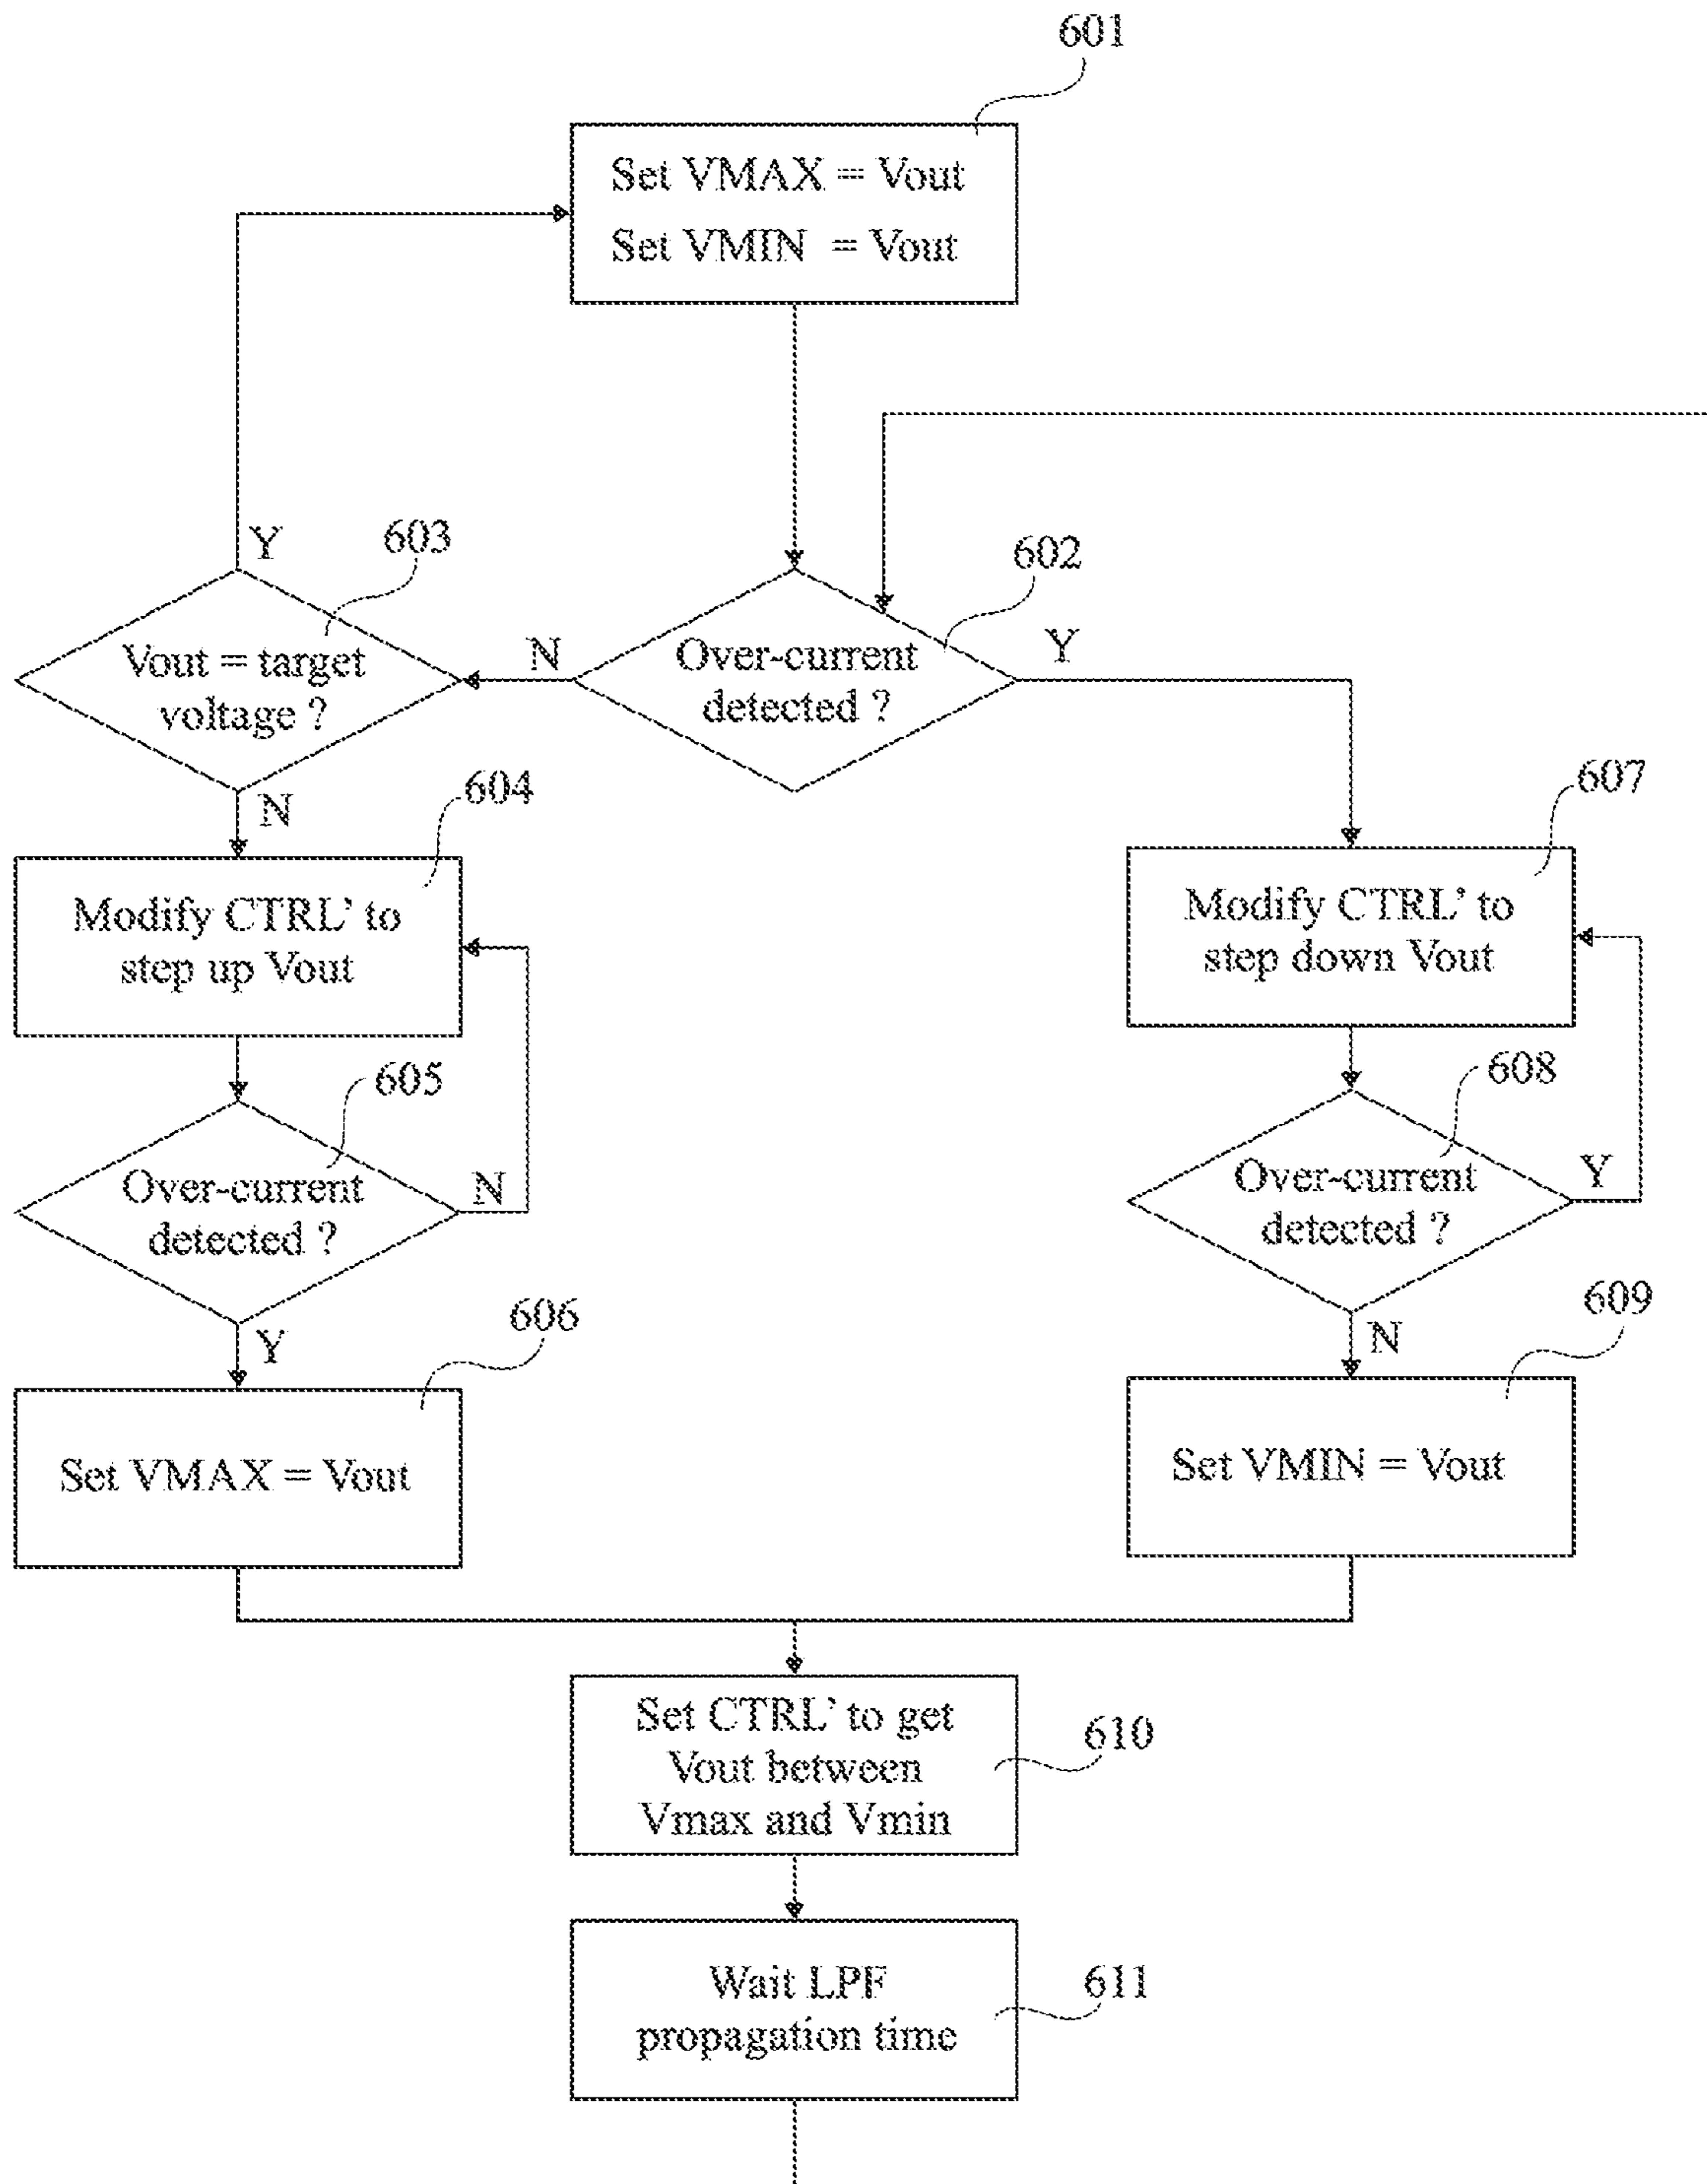 601
Set VMAX = Vout
Set VMIN = Vout
Y
603
602
Vout = target
voltage ?
N
Over-current
detected ?
Y
N
604
607
Modify CTRL' to
step up Vout
Modify CTRL' to
step down Vout
605
608
Over-current
detected ?
N
Over-current
detected ?
Y
Y
606
N
609
Set VMAX = Vout
Set VMIN = Vout
Set CTRL' to get
Vout between
Vmax and Vmin
610
Wait LPF
propagation time
611